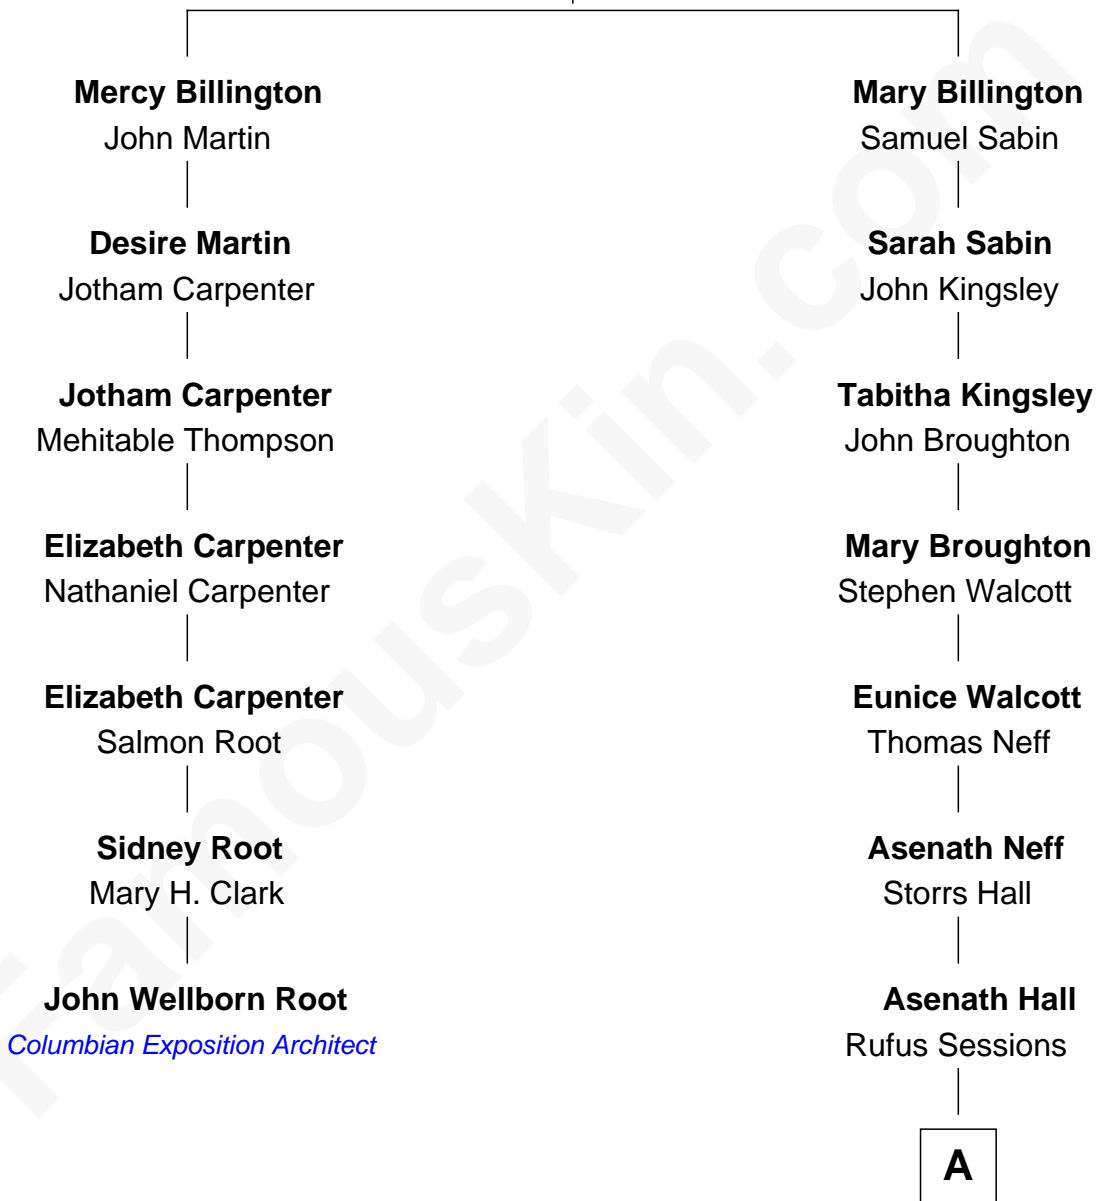 Mercy Billington
John Martin
Desire Martin
Jotham Carpenter
Jotham Carpenter
Mehitable Thompson
Elizabeth Carpenter
Nathaniel Carpenter
Elizabeth Carpenter
Salmon Root
Sidney Root
Mary H. Clark
John Wellborn Root
Columbian Exposition Architect
Mary Billington
Samuel Sabin
Sarah Sabin
John Kingsley
Tabitha Kingsley
John Broughton
Mary Broughton
Stephen Walcott
Eunice Walcott
Thomas Neff
Asenath Neff
Storrs Hall
Asenath Hall
Rufus Sessions
A
FamousKin.com